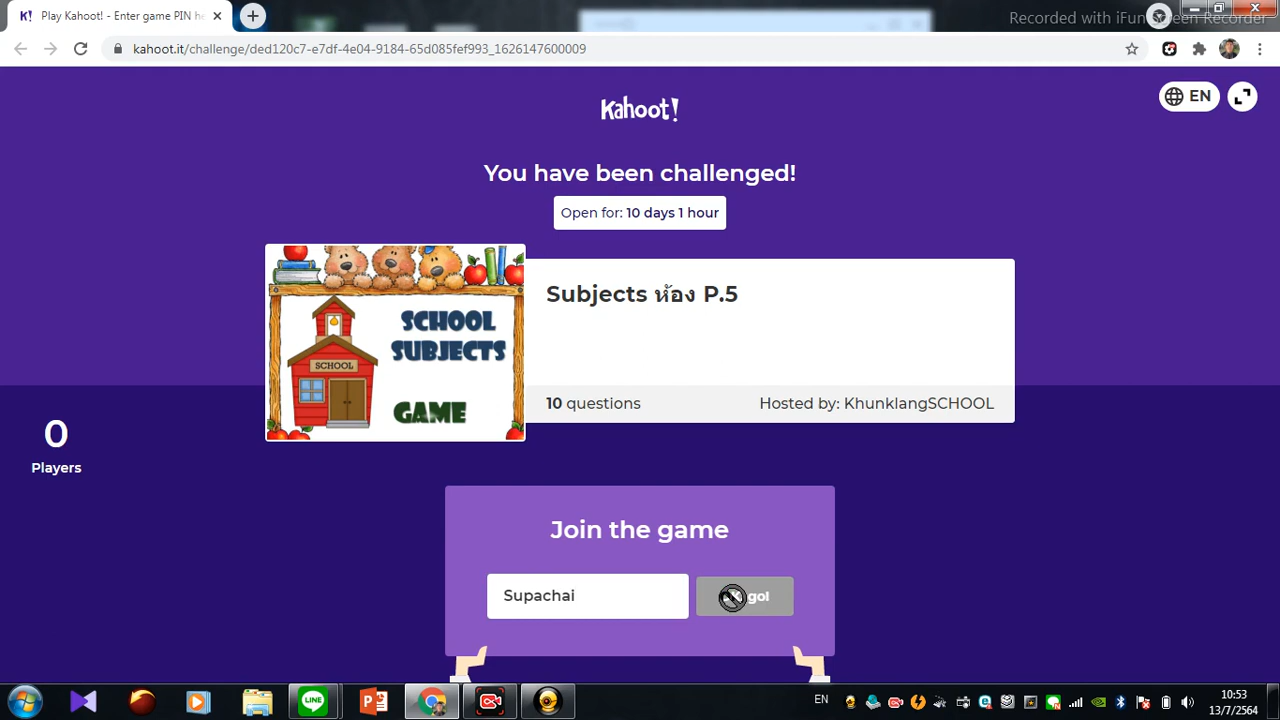 Play Kahoot! - Enter game PIN he
Recorded with iFun Screen Recorder
kahoot.it/challenge/ded120c7-e7df-4e04-9184-65d085fef993_1626147600009
Kahoot!
EN
You have been challenged!
Open for: 10 days 1 hour
SCHOOL
SUBJECTS
SCHOOL
GAME
Subjects ห้อง P.5
10 questions
Hosted by: KhunklangSCHOOL
0
Players
Join the game
Supachai
go!
EN
10:53
13/7/2564